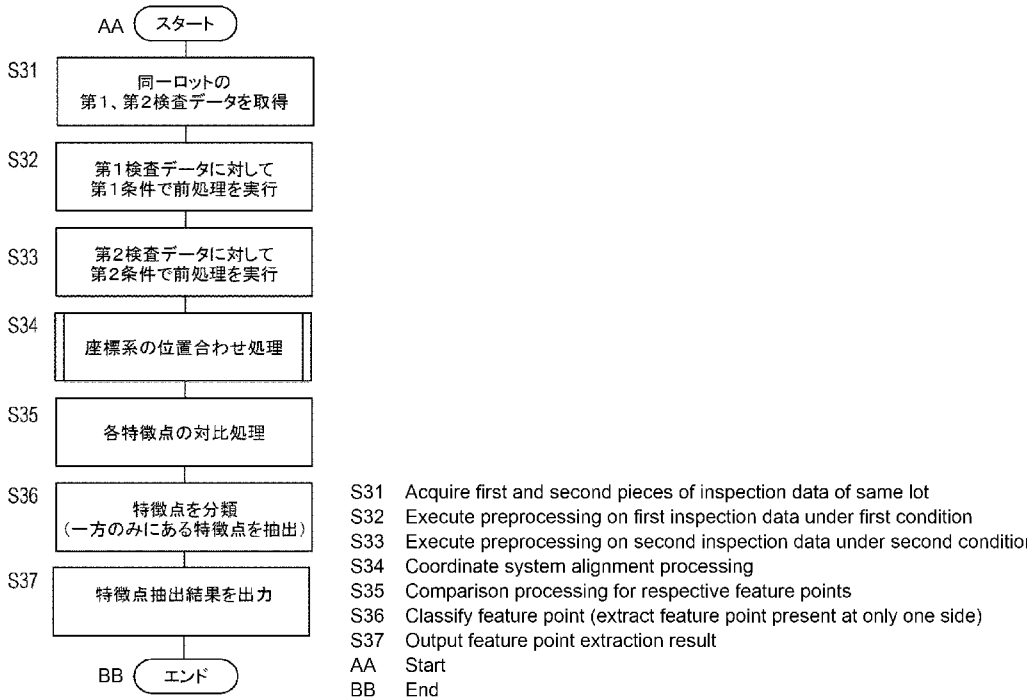 AA スタート
S31 同一ロットの
第1、第2検査データを取得
S32 第1検査データに対して
第1条件で前処理を実行
S33 第2検査データに対して
第2条件で前処理を実行
S34 座標系の位置合わせ処理
S35 各特徴点の対比処理
S36 特徴点を分類
(一方のみにある特徴点を抽出)
S37 特徴点抽出結果を出力
BB エンド
S31 Acquire first and second pieces of inspection data of same lot
S32 Execute preprocessing on first inspection data under first condition
S33 Execute preprocessing on second inspection data under second condition
S34 Coordinate system alignment processing
S35 Comparison processing for respective feature points
S36 Classify feature point (extract feature point present at only one side)
S37 Output feature point extraction result
AA Start
BB End